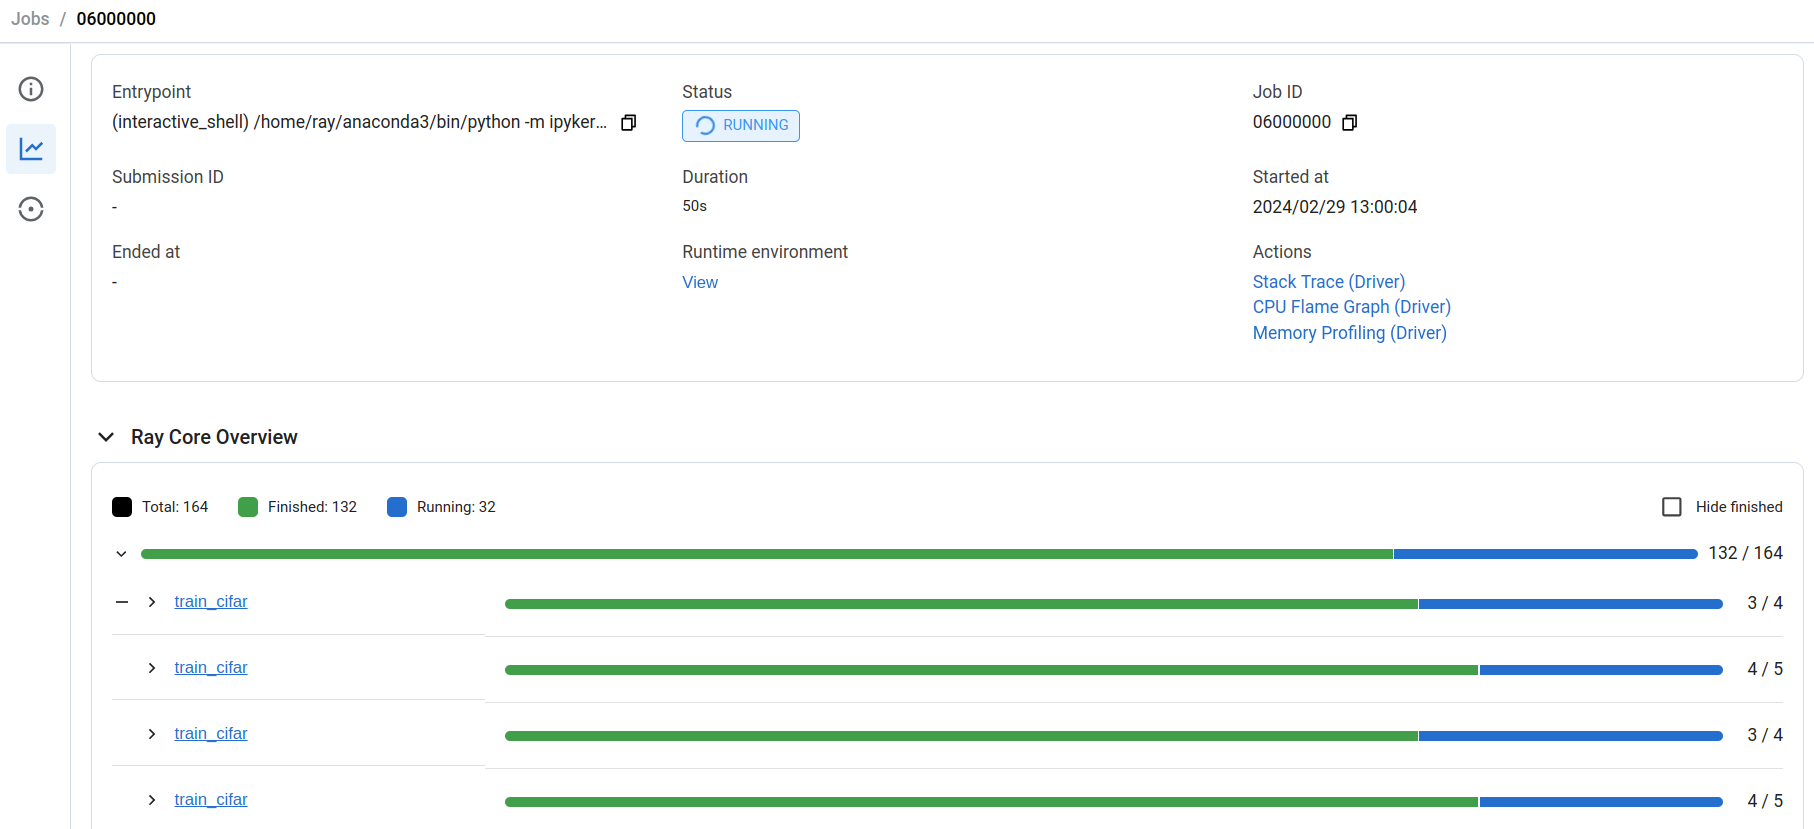 Jobs / 06000000
Entrypoint
(interactive_shell) /home/ray/anaconda3/bin/python -m ipyker...
Status
RUNNING
Job ID
06000000
Submission ID
-
Duration
50s
Started at
2024/02/29 13:00:04
Ended at
-
Runtime environment
View
Actions
Stack Trace (Driver)
CPU Flame Graph (Driver)
Memory Profiling (Driver)
Ray Core Overview
Total: 164 Finished: 132 Running: 32 Hide finished
132 / 164
train_cifar 3 / 4
train_cifar 4 / 5
train_cifar 3 / 4
train_cifar 4 / 5